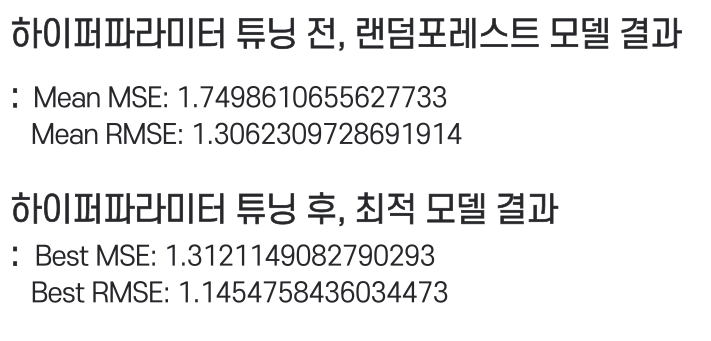 하이퍼파라미터 튜닝 전, 랜덤포레스트 모델 결과
: Mean MSE: 1.7498610655627733
Mean RMSE: 1.3062309728691914
하이퍼파라미터 튜닝 후, 최적 모델 결과
: Best MSE: 1.3121149082790293
Best RMSE: 1.1454758436034473